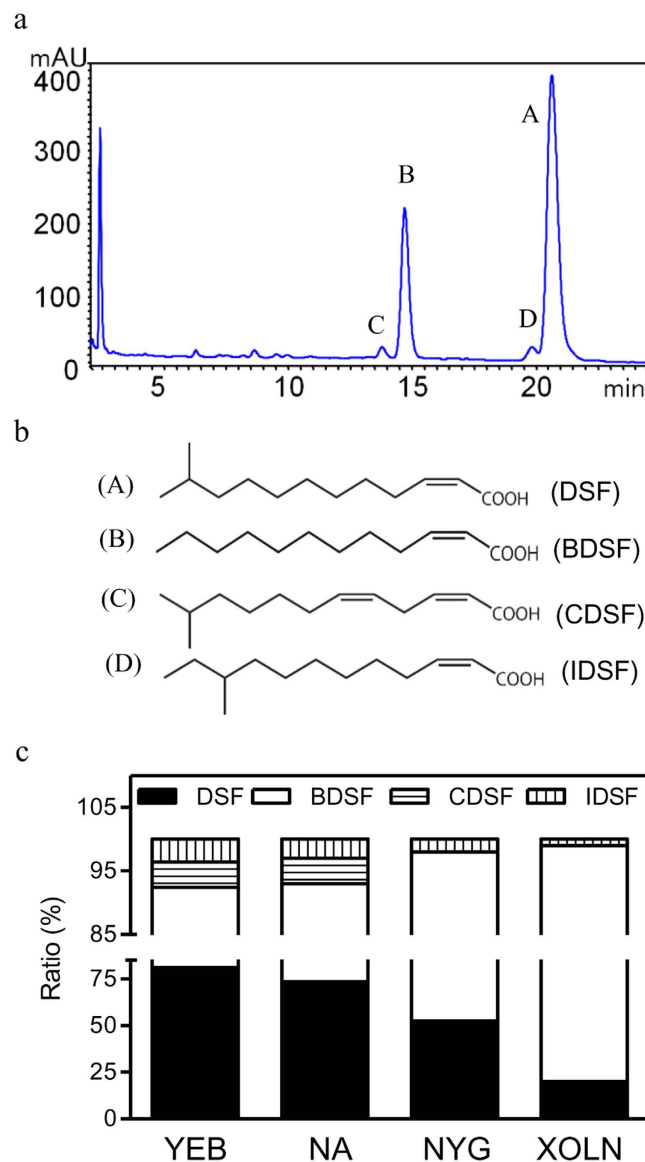 a
mAU
400
300
200
100
0
A
B
C
D
5 10 15 20 min
b
(A) COOH (DSF)
(B) COOH (BDSF)
(C) COOH (CDSF)
(D) COOH (IDSF)
c
DSF BDSF CDSF IDSF
105
95
85
75
50
25
0
Ratio (%)
YEB NA NYG XOLN